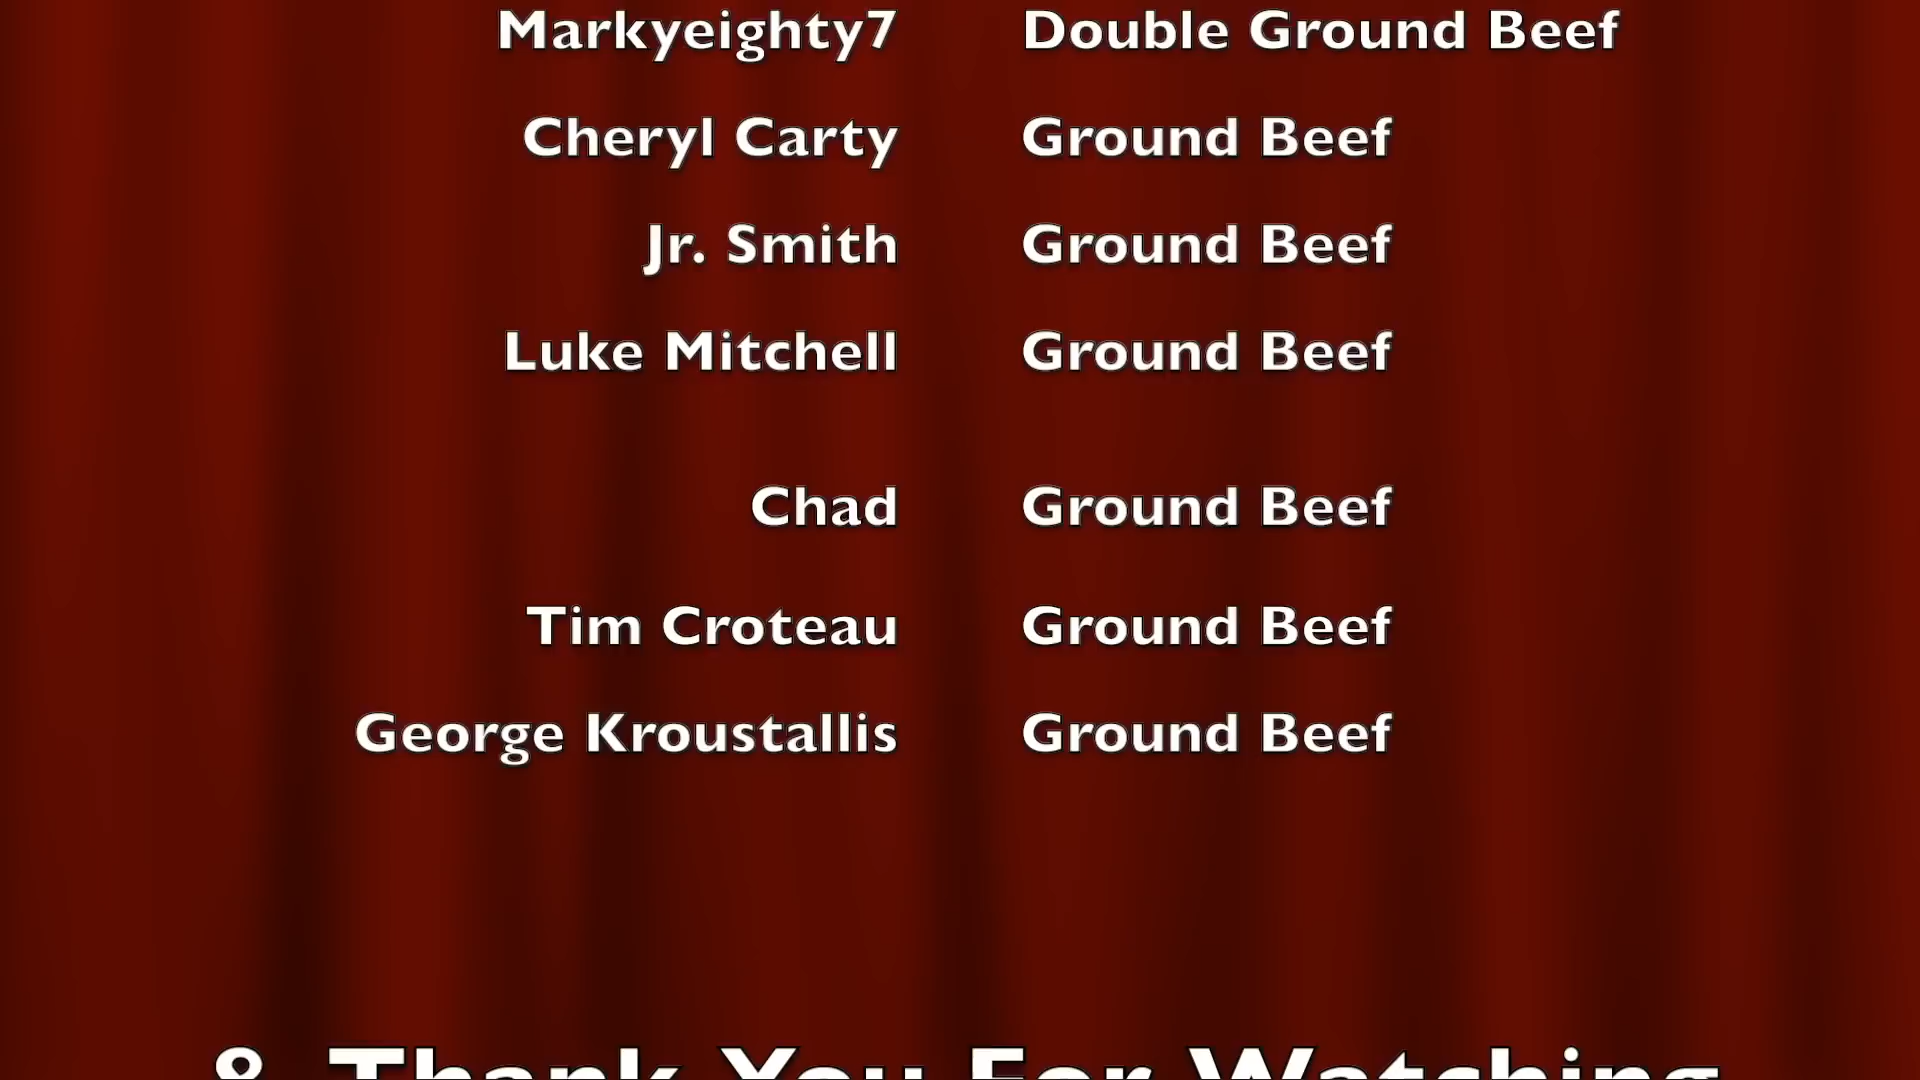 Markyeighty7 Double Ground Beef
Cheryl Carty Ground Beef
Jr. Smith Ground Beef
Luke Mitchell Ground Beef
Chad Ground Beef
Tim Croteau Ground Beef
George Kroustallis Ground Beef
& Thank You For Watching